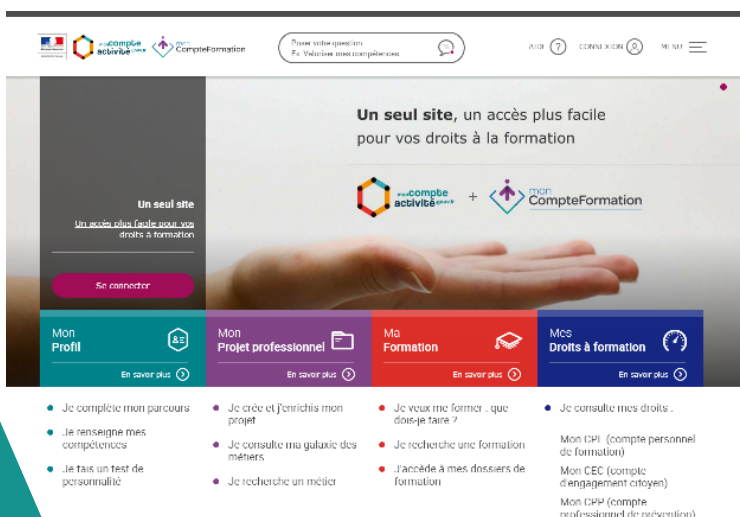 mon compte
activité .gouv.fr
mon
CompteFormation
Poser votre question
Ex. Valoriser mes compétences
AIDE ?
CONNEXION
MENU
Un seul site, un accès plus facile
pour vos droits à la formation
mon compte
activité .gouv.fr
+
mon
CompteFormation
Un seul site
Un accès plus facile pour vos
droits à formation
Se connecter
Mon
Profil
En savoir plus
Mon
Projet professionnel
En savoir plus
Ma
Formation
En savoir plus
Mes
Droits à formation
En savoir plus
Je complète mon parcours
Je renseigne mes
compétences
Je fais un test de
personnalité
Je crée et j'enrichis mon
projet
Je consulte ma galaxie des
métiers
Je recherche un métier
Je veux me former : que
dois-je faire ?
Je recherche une formation
J'accède à mes dossiers de
formation
Je consulte mes droits :
Mon CPF (compte personnel
de formation)
Mon CEC (compte
d'engagement citoyen)
Mon CPP (compte
professionnel de prévention)